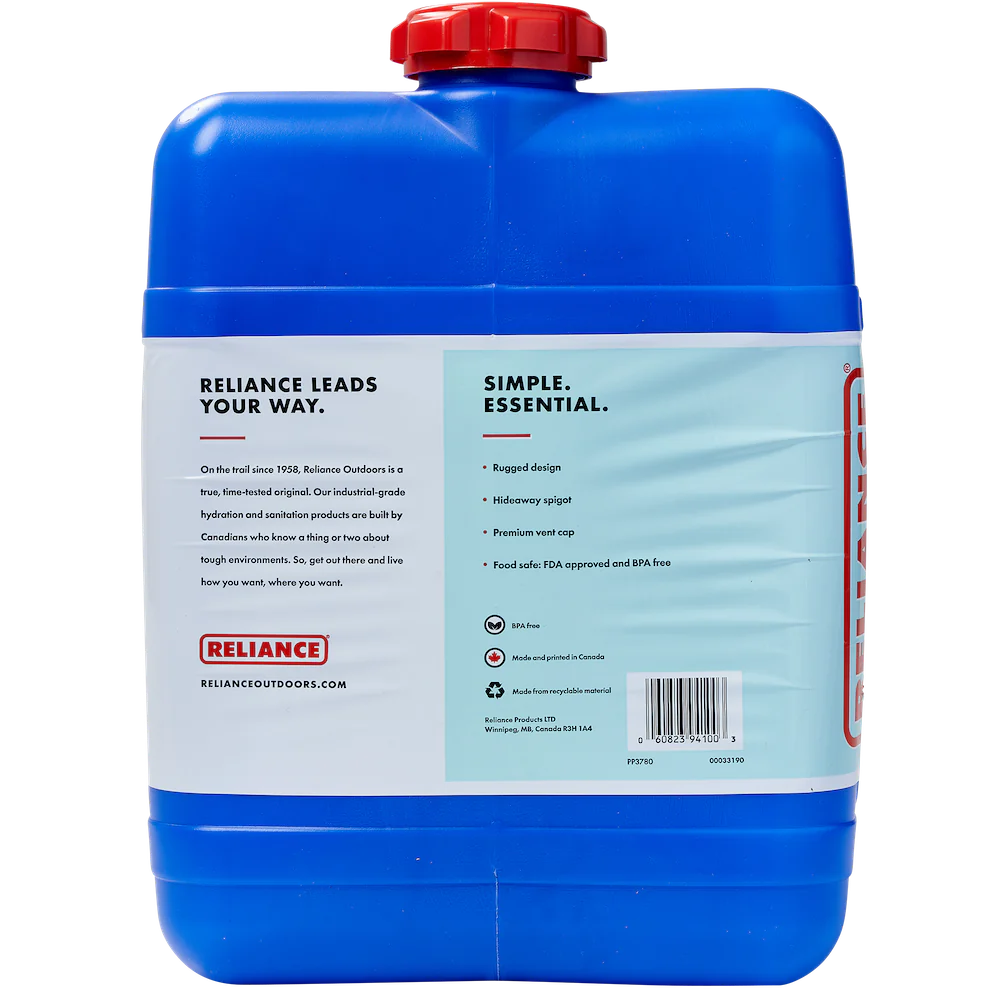 RELIANCE LEADS
YOUR WAY.
On the trail since 1958, Reliance Outdoors is a
true, time-tested original. Our industrial-grade
hydration and sanitation products are built by
Canadians who know a thing or two about
tough environments. So, get out there and live
how you want, where you want.
RELIANCE®
RELIANCEOUTDOORS.COM
SIMPLE.
ESSENTIAL.
• Rugged design
• Hideaway spigot
• Premium vent cap
• Food safe: FDA approved and BPA free
BPA free
Made and printed in Canada
Made from recyclable material
Reliance Products LTD
Winnipeg, MB, Canada R3H 1A4
0 60823 94100 3
PP3780 00033190
RELIANCE®